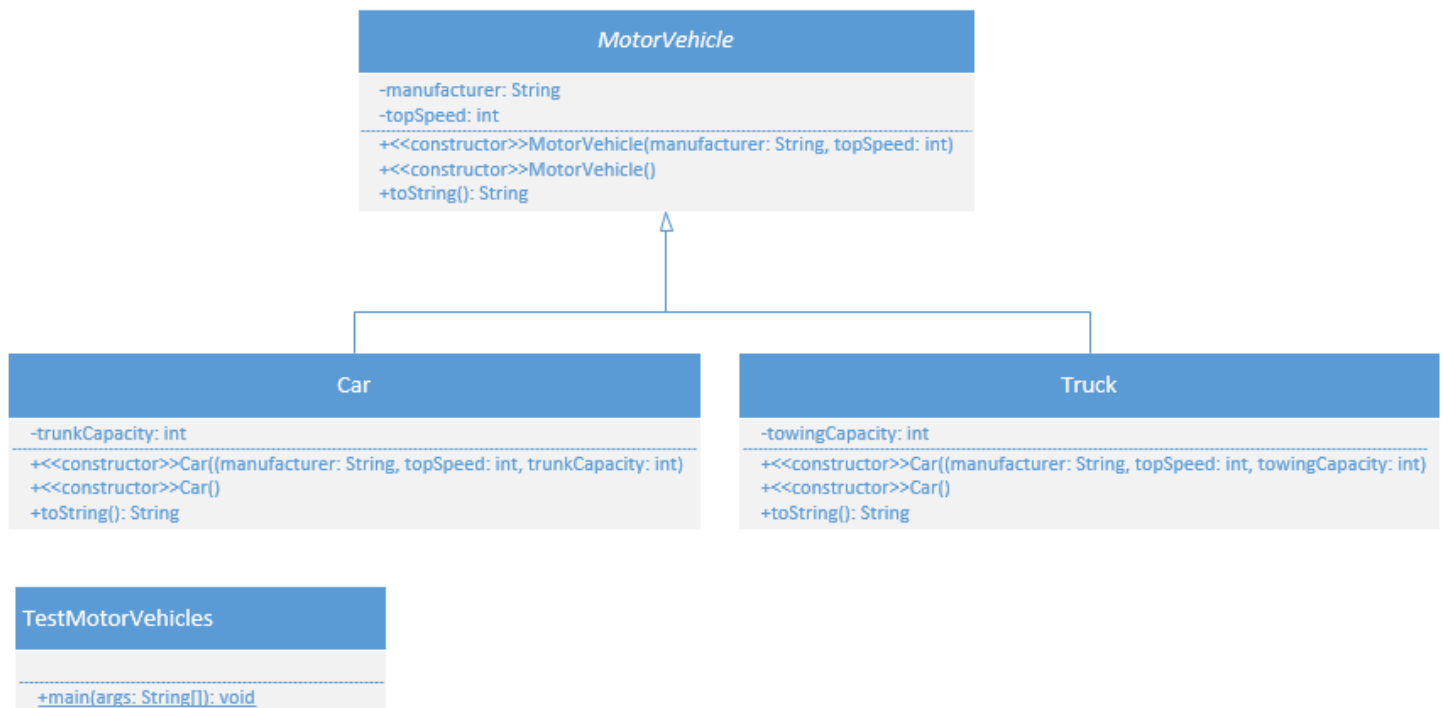 MotorVehicle
-manufacturer: String
-topSpeed: int
+<<constructor>>MotorVehicle(manufacturer: String, topSpeed: int)
+<<constructor>>MotorVehicle()
+toString(): String
Car
-trunkCapacity: int
+<<constructor>>Car((manufacturer: String, topSpeed: int, trunkCapacity: int)
+<<constructor>>Car()
+toString(): String
Truck
-towingCapacity: int
+<<constructor>>Car((manufacturer: String, topSpeed: int, towingCapacity: int)
+<<constructor>>Car()
+toString(): String
TestMotorVehicles
+main(args: String[]): void